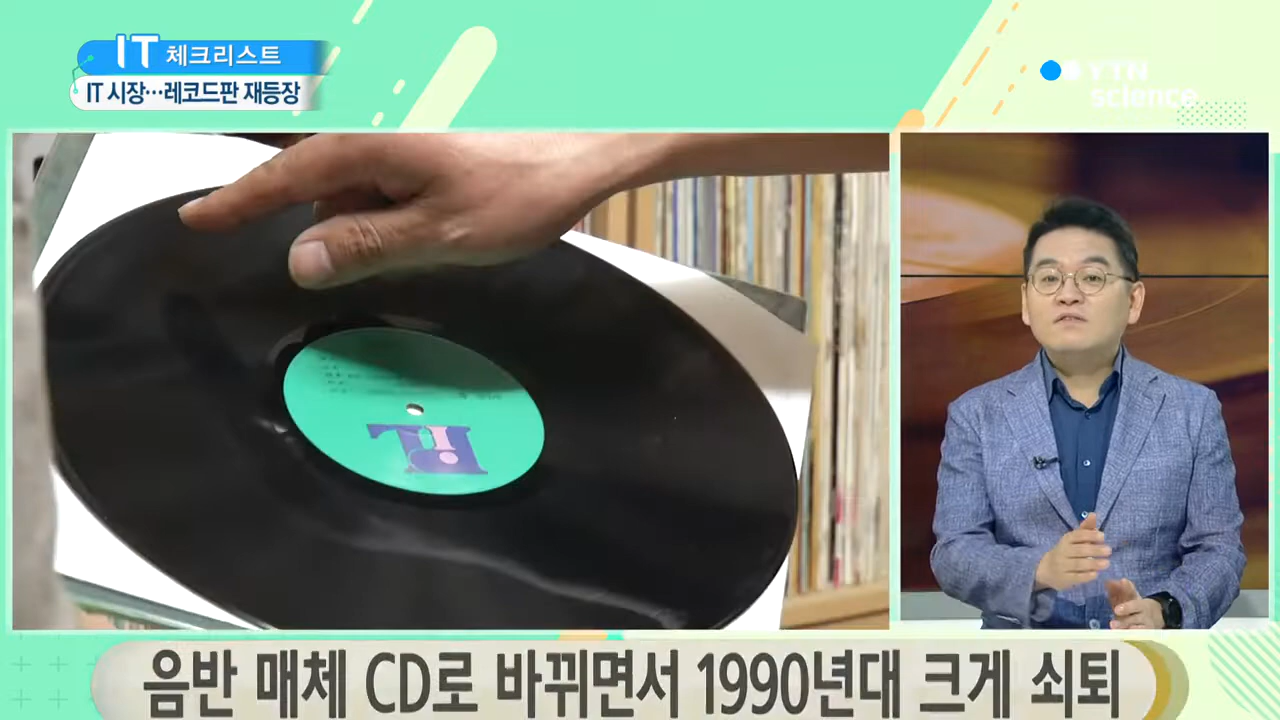 IT 체크리스트
IT 시장…레코드판 재등장
YTN
science
음반 매체 CD로 바뀌면서 1990년대 크게 쇠퇴